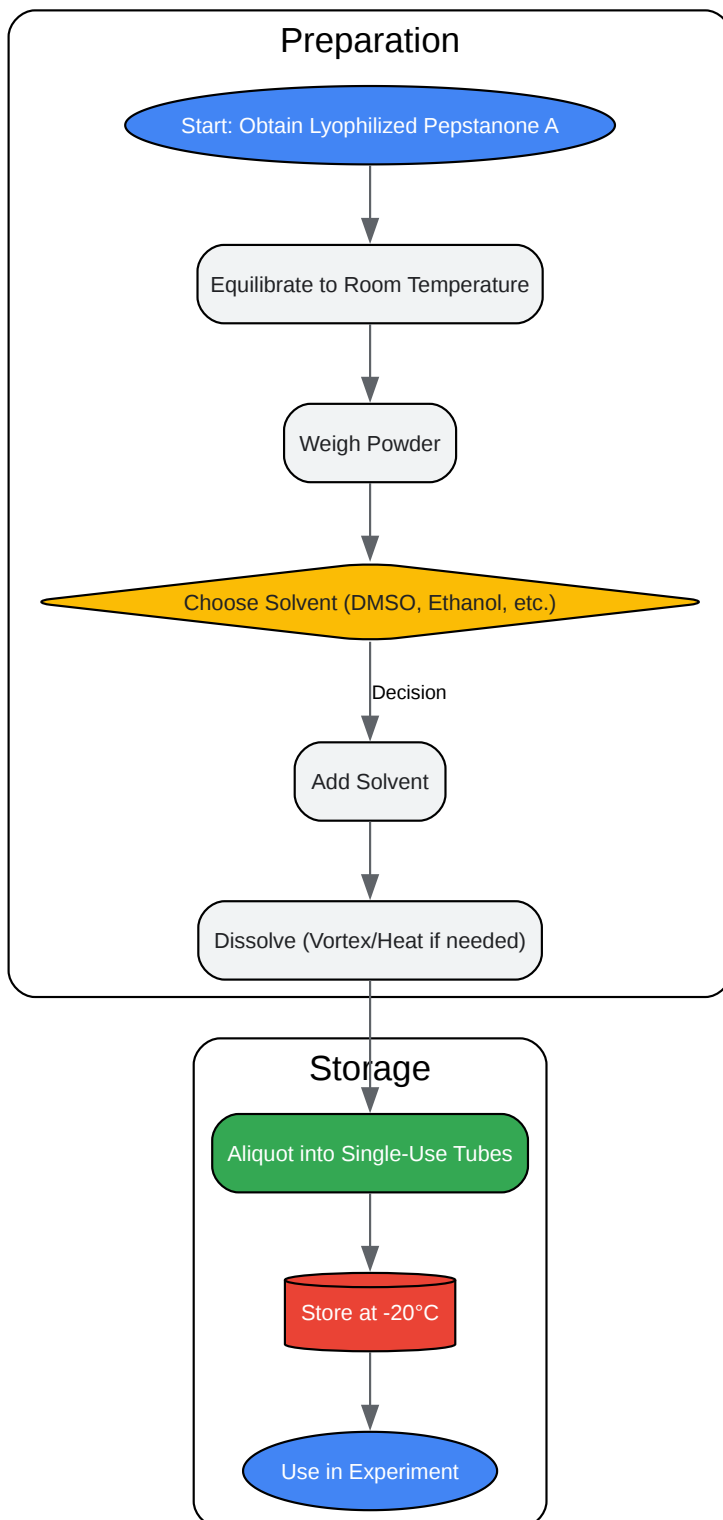 Preparation
Start: Obtain Lyophilized Pepstanone A
Equilibrate to Room Temperature
Weigh Powder
Choose Solvent (DMSO, Ethanol, etc.)
Decision
Add Solvent
Dissolve (Vortex/Heat if needed)
Storage
Aliquot into Single-Use Tubes
Store at -20°C
Use in Experiment